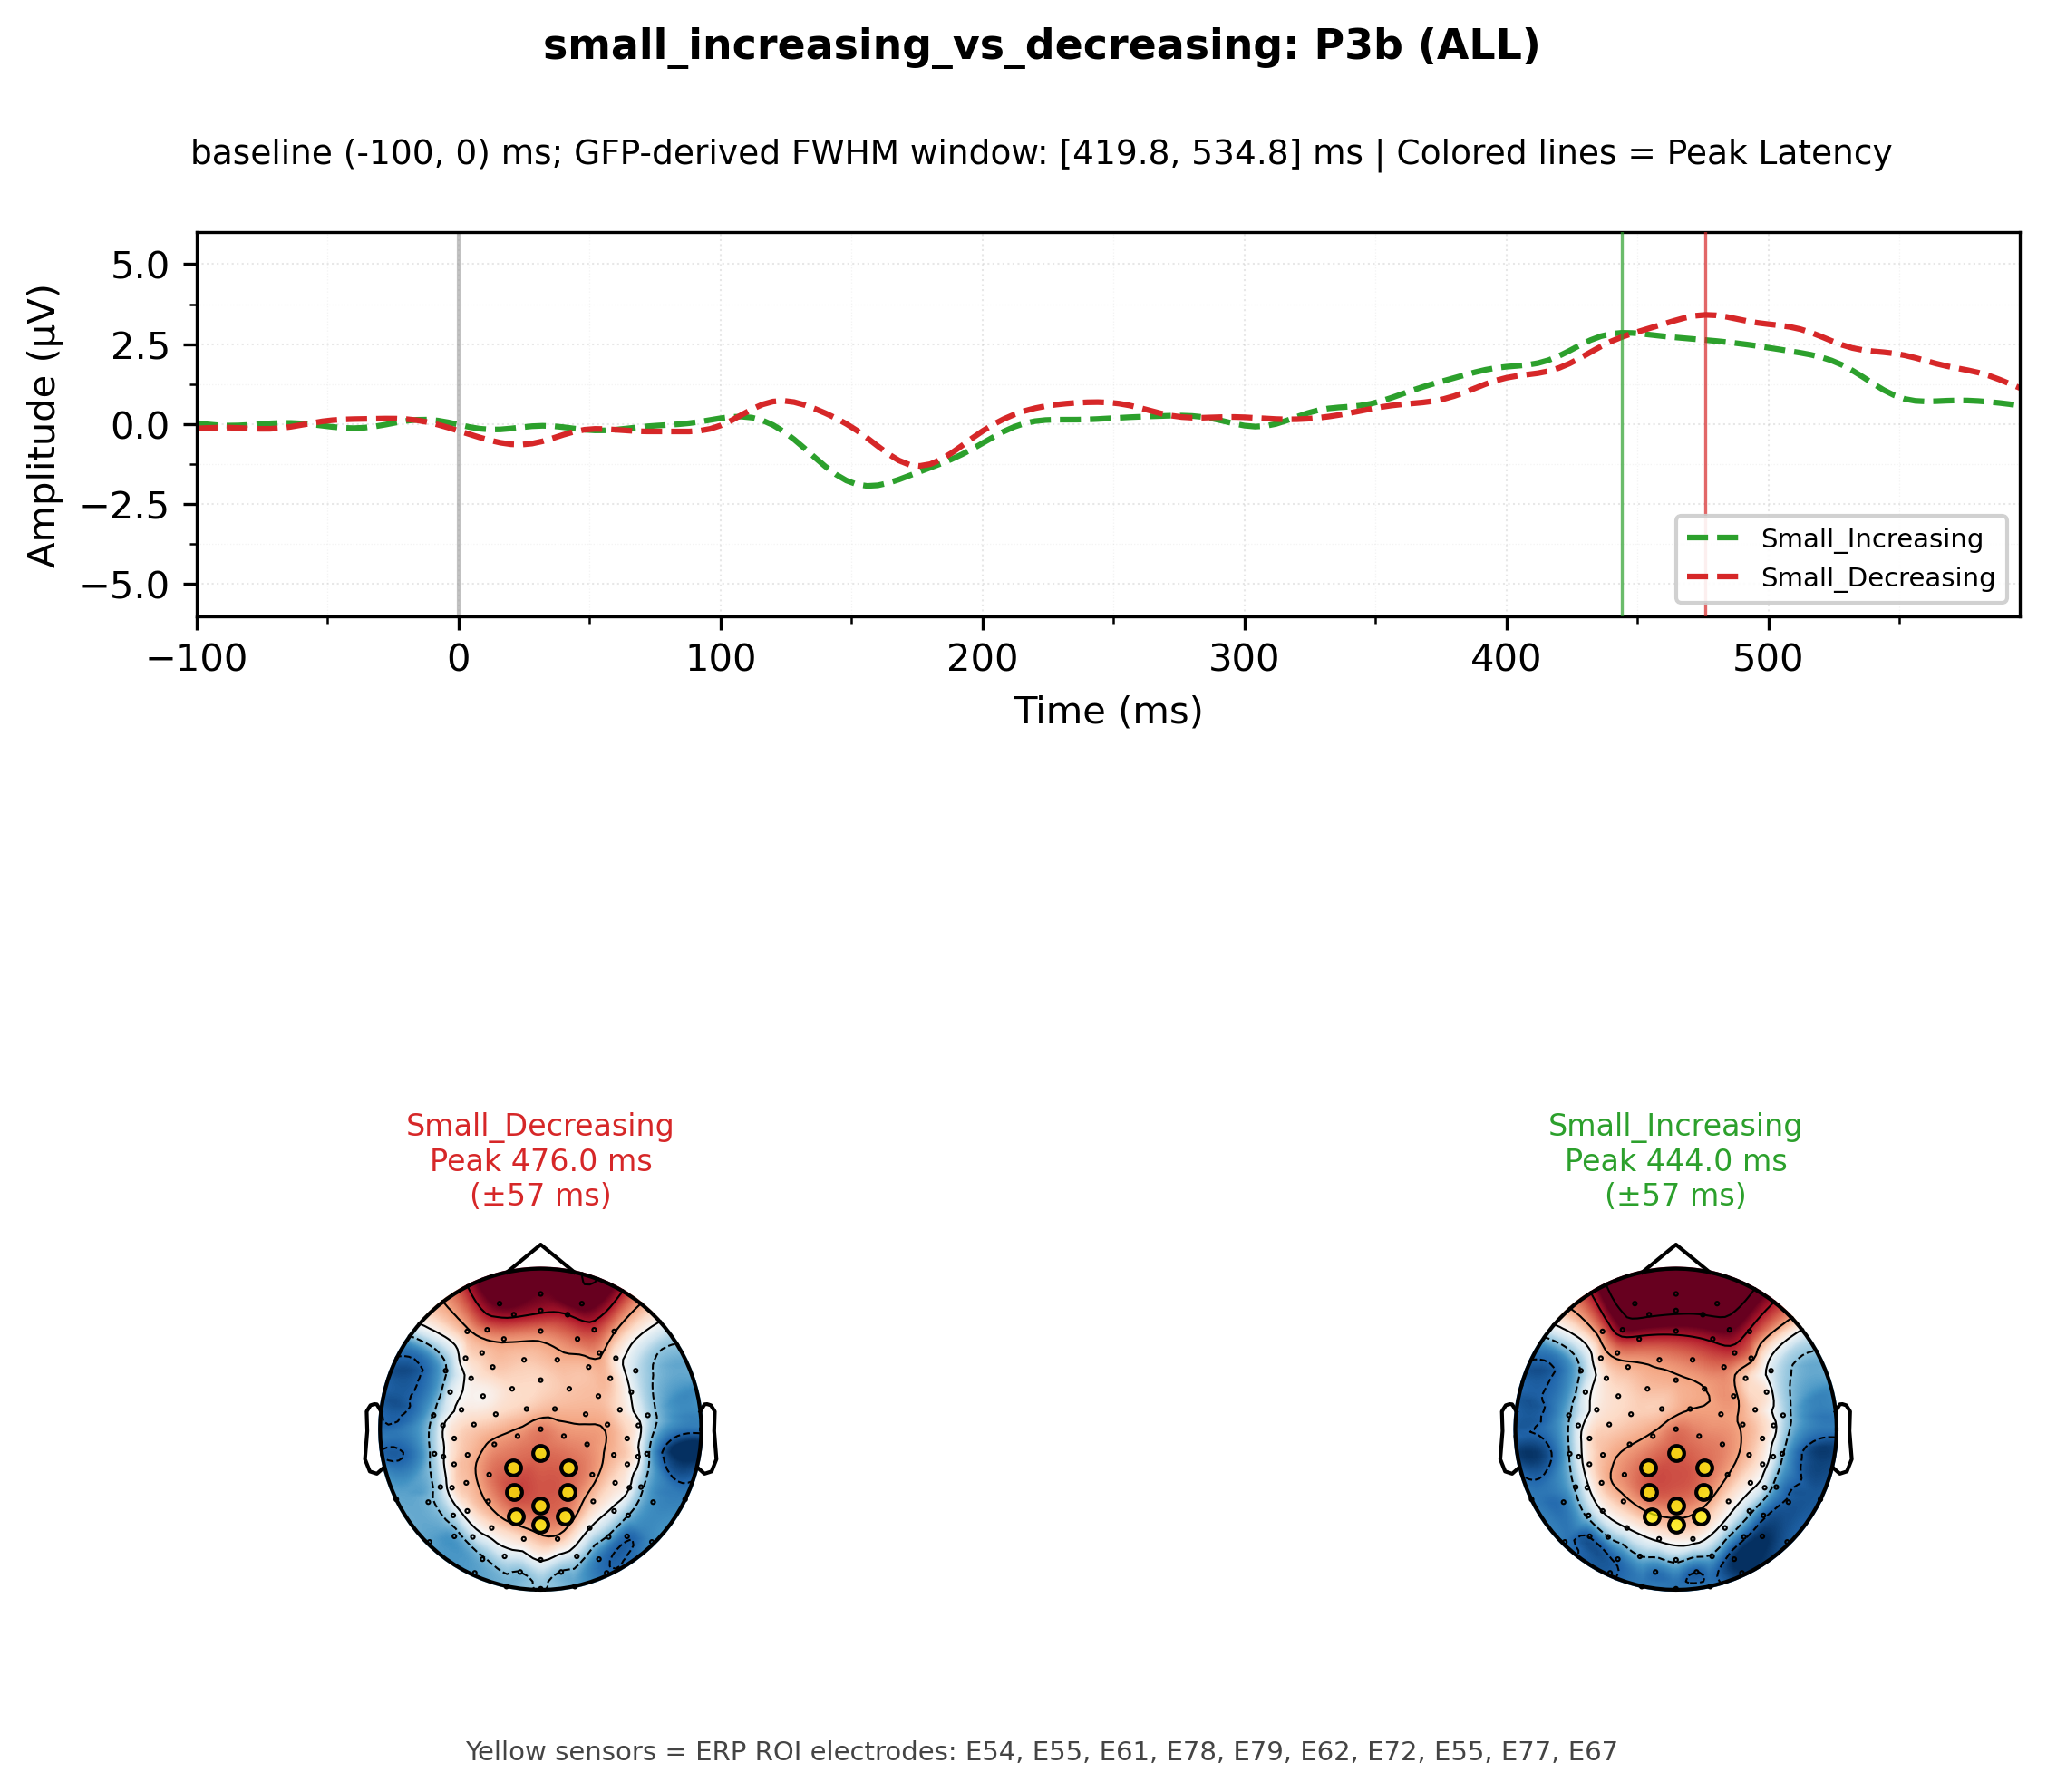 small_increasing_vs_decreasing: P3b (ALL)
baseline (-100, 0) ms; GFP-derived FWHM window: [419.8, 534.8] ms | Colored lines = Peak Latency
Amplitude (µV)
5.0
2.5
0.0
−2.5
−5.0
Small_Increasing
Small_Decreasing
−100 0 100 200 300 400 500
Time (ms)
Small_Decreasing
Peak 476.0 ms
(±57 ms)
Small_Increasing
Peak 444.0 ms
(±57 ms)
Yellow sensors = ERP ROI electrodes: E54, E55, E61, E78, E79, E62, E72, E55, E77, E67